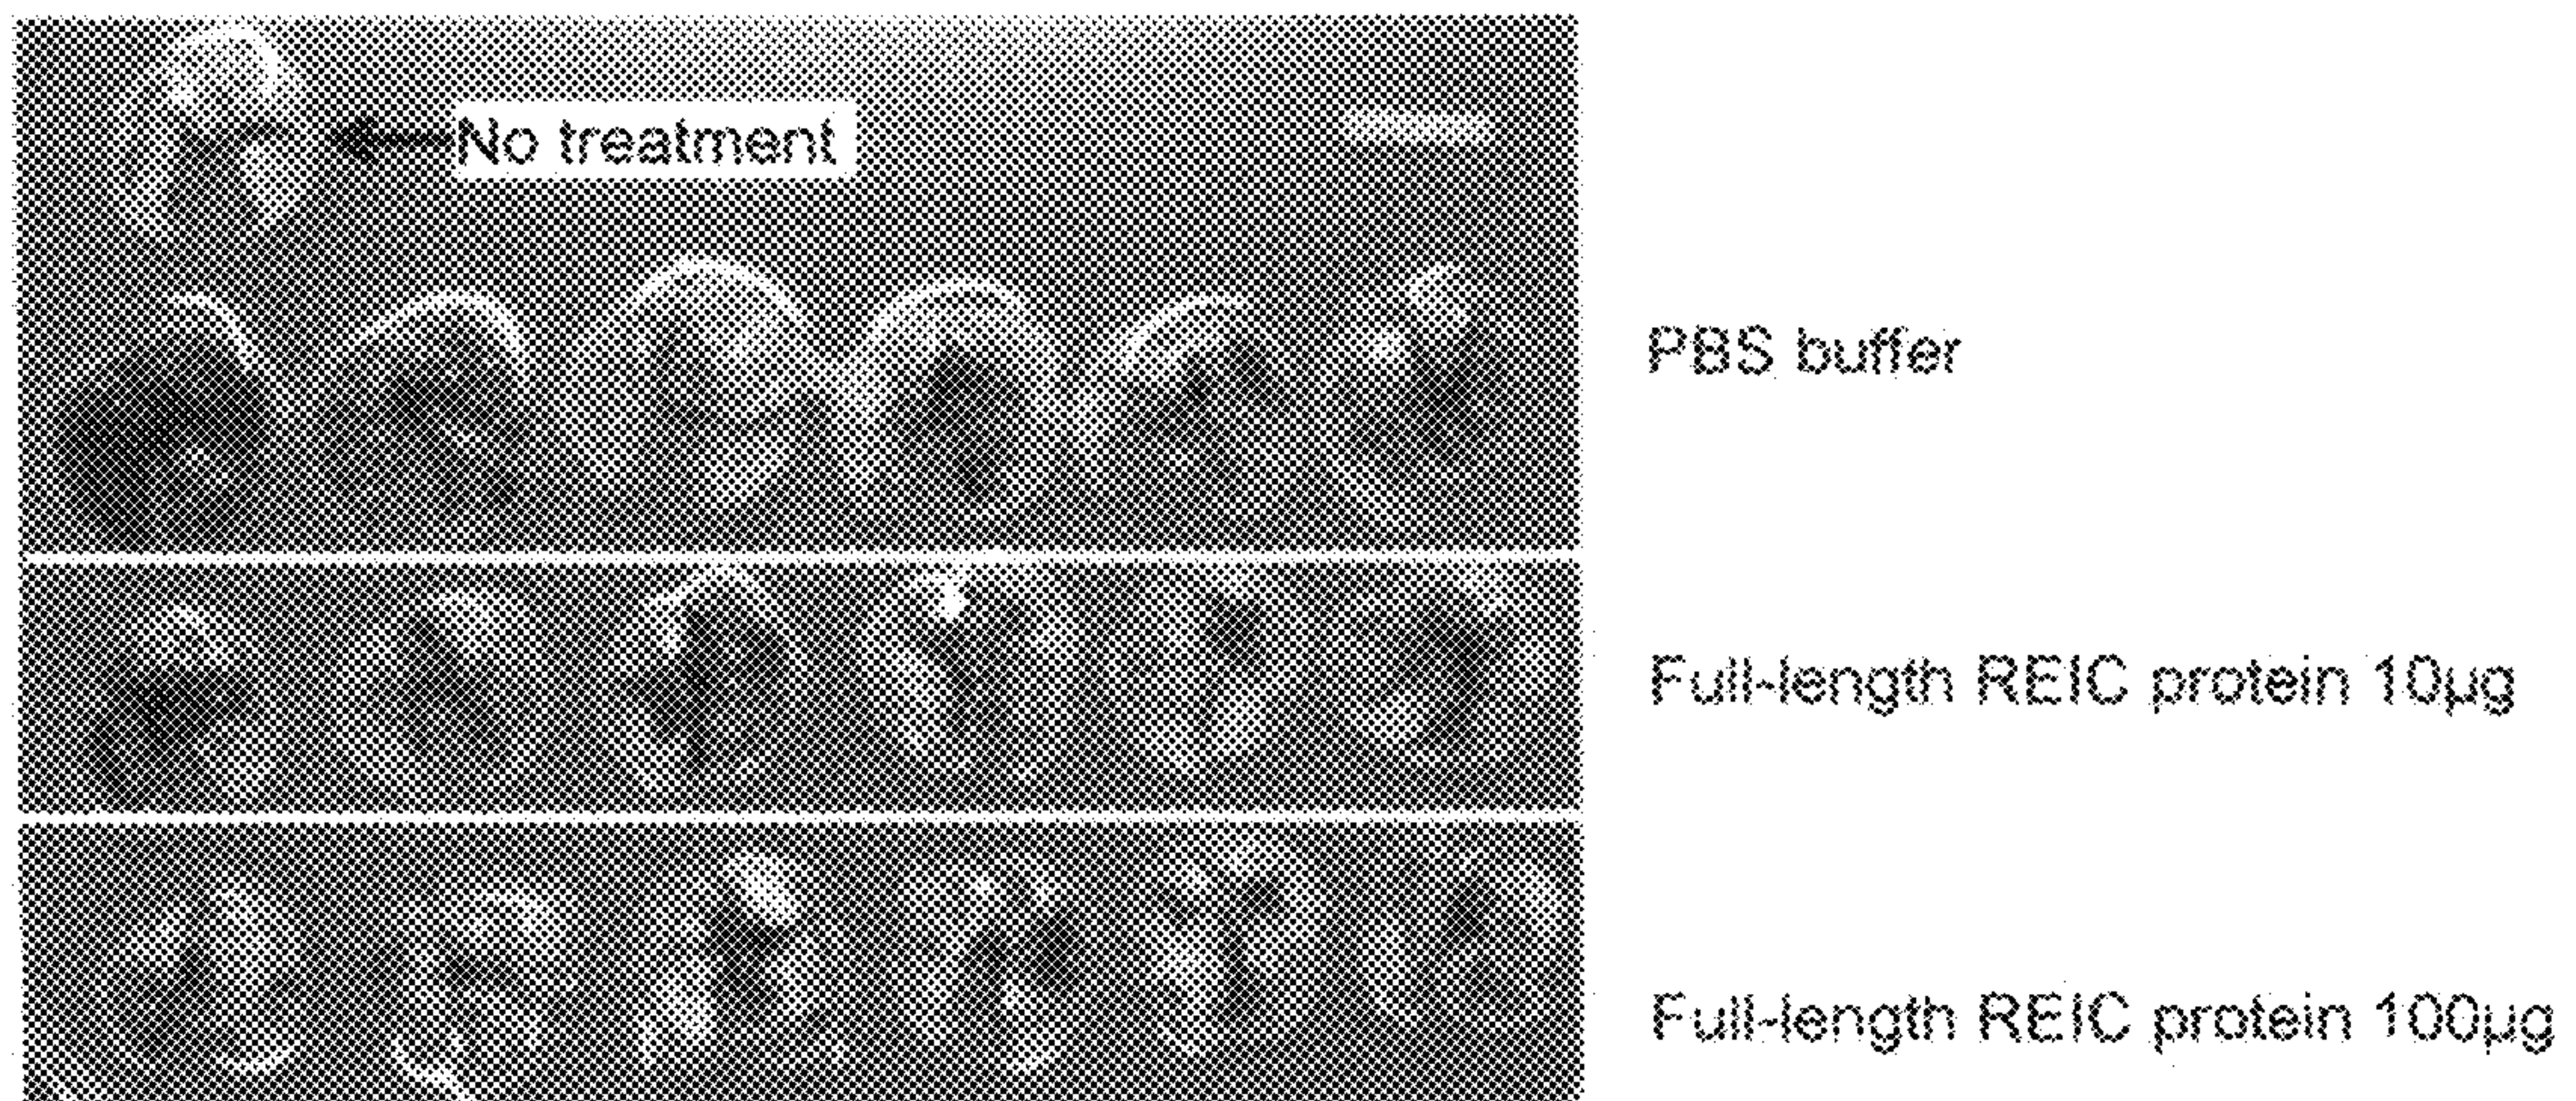 No treatment
PBS buffer
Full-length REIC protein 10µg
Full-length REIC protein 100µg